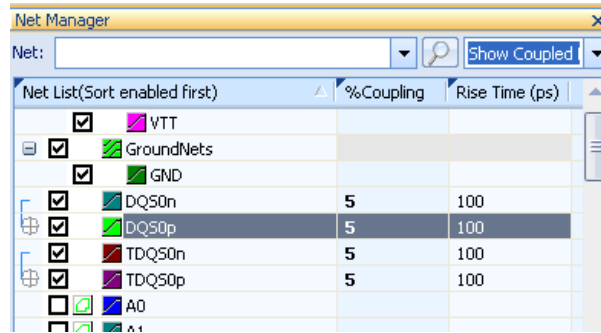 Net Manager
Net: Show Coupled
Net List(Sort enabled first) %Coupling Rise Time (ps)
VTT
GroundNets
GND
DQS0n 5 100
DQS0p 5 100
TDQS0n 5 100
TDQS0p 5 100
A0
A1